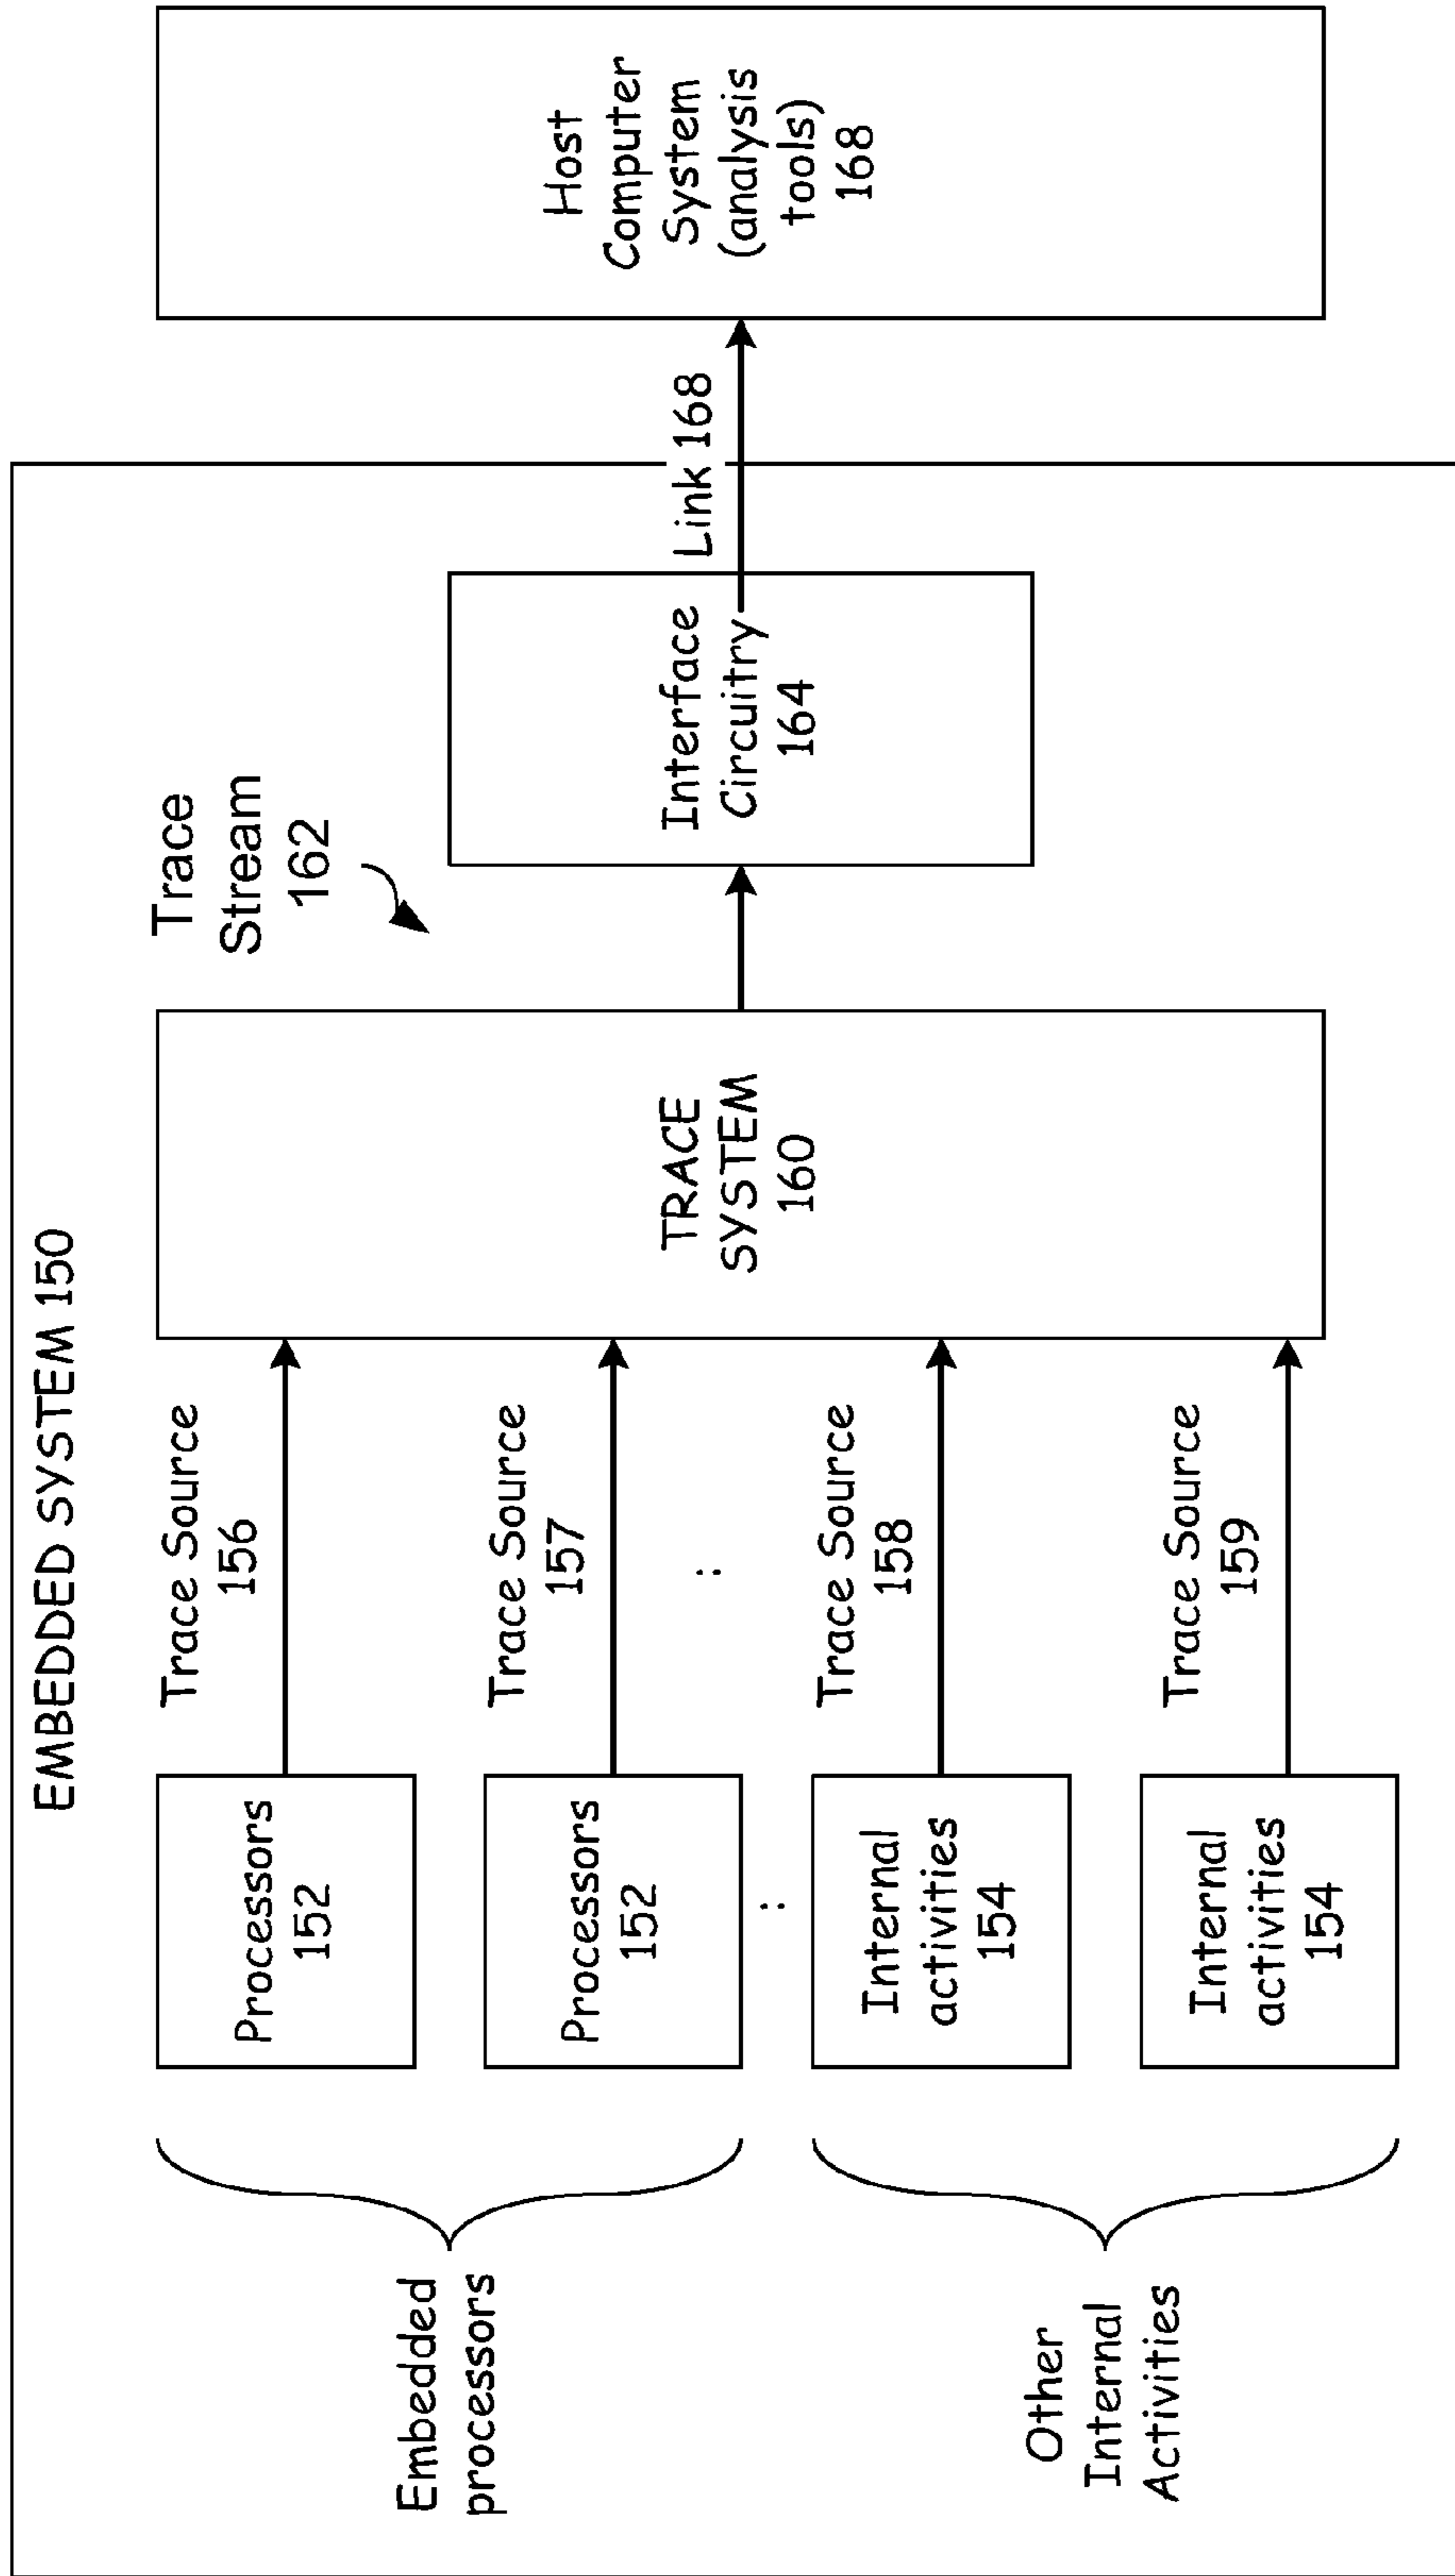 EMBEDDED SYSTEM 150
Embedded
processors
Other
Internal
Activities
Processors
152
Processors
152
:
Internal
activities
154
Internal
activities
154
Trace Source
156
Trace Source
157
:
Trace Source
158
Trace Source
159
TRACE
SYSTEM
160
Trace
Stream
162
Interface
Circuitry
164
Link 168
Host
Computer
System
(analysis
tools)
168